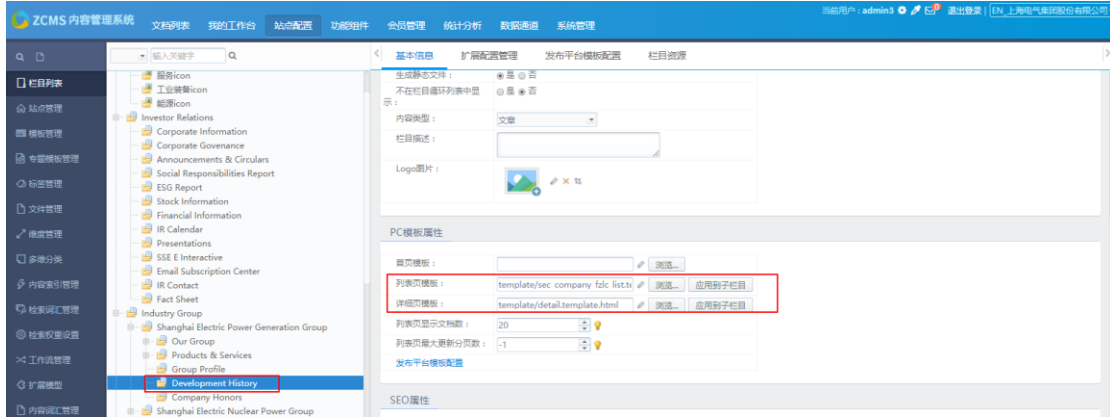 ZCMS 内容管理系统
文档列表 我的工作台 站点配置 功能组件 会员管理 统计分析 数据通道 系统管理
当前用户：admin3 退出登录 EN_上海电气集团股份有限公司
输入关键字
基本信息 扩展配置管理 发布平台模板配置 栏目资源
栏目列表
站点管理
模板管理
专题模板管理
标签管理
文件管理
维度管理
多维分类
内容索引管理
检索词汇管理
检索权重设置
工作流管理
扩展模型
内容词汇管理
服务icon
工业装备icon
能源icon
Investor Relations
Corporate Information
Corporate Govenance
Announcements & Circulars
Social Responsibilities Report
ESG Report
Stock Information
Financial Information
IR Calendar
Presentations
SSE E Interactive
Email Subscription Center
IR Contact
Fact Sheet
Industry Group
Shanghai Electric Power Generation Group
Our Group
Products & Services
Group Profile
Development History
Company Honors
Shanghai Electric Nuclear Power Group
生成静态文件： 是 否
不在栏目循环列表中显
示： 是 否
内容类型： 文章
栏目描述：
Logo图片：
PC模板属性
首页模板： 浏览...
列表页模板： template/sec_company_fzlc_list.te 浏览... 应用到子栏目
详细页模板： template/detail.template.html 浏览... 应用到子栏目
列表页显示文档数： 20
列表页最大更新分页数： -1
发布平台模板配置
SEO属性